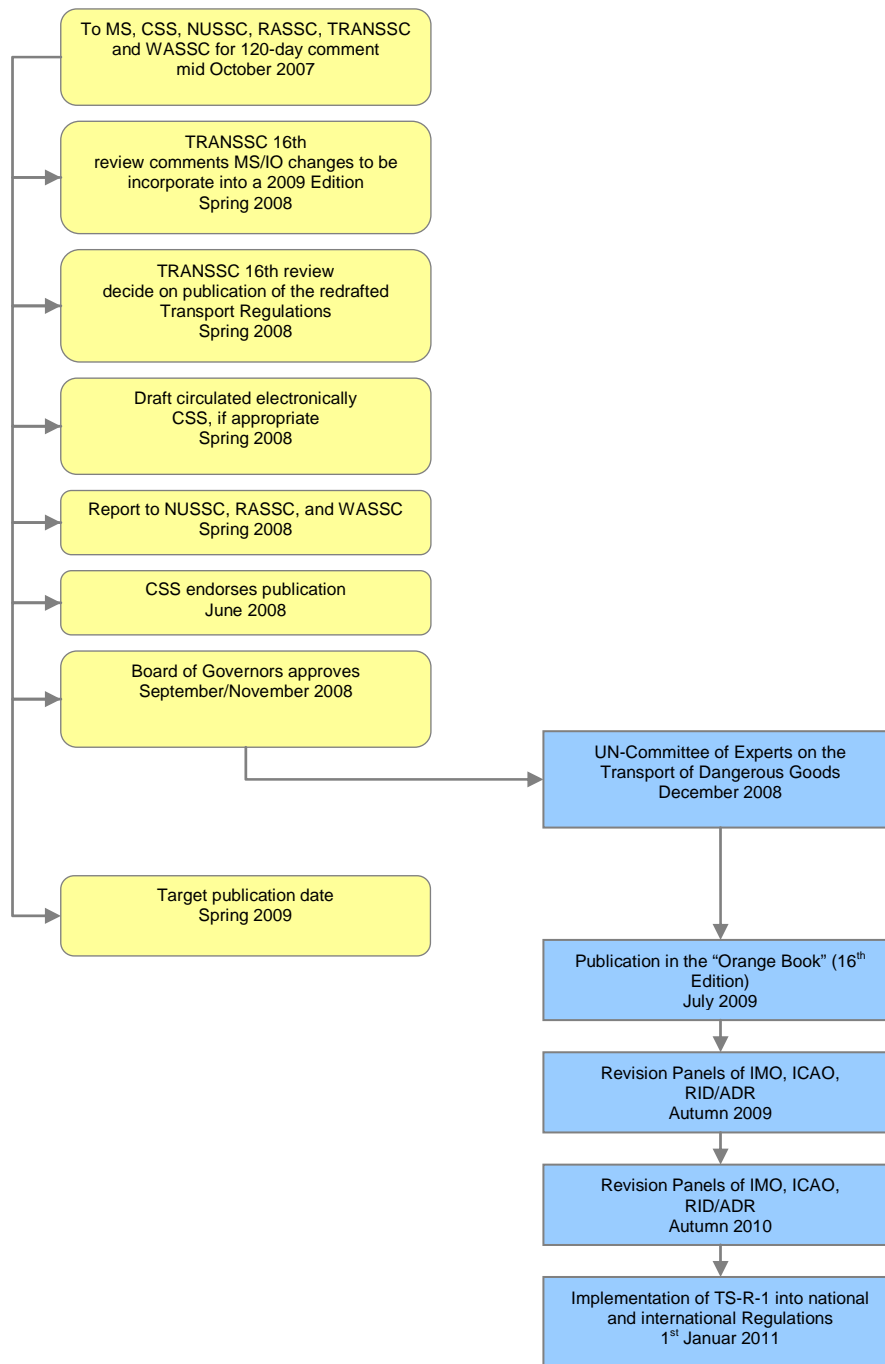 To MS, CSS, NUSSC, RASSC, TRANSSC
and WASSC for 120-day comment
mid October 2007
TRANSSC 16th
review comments MS/IO changes to be
incorporate into a 2009 Edition
Spring 2008
TRANSSC 16th review
decide on publication of the redrafted
Transport Regulations
Spring 2008
Draft circulated electronically
CSS, if appropriate
Spring 2008
Report to NUSSC, RASSC, and WASSC
Spring 2008
CSS endorses publication
June 2008
Board of Governors approves
September/November 2008
UN-Committee of Experts on the
Transport of Dangerous Goods
December 2008
Target publication date
Spring 2009
Publication in the “Orange Book” (16th
Edition)
July 2009
Revision Panels of IMO, ICAO,
RID/ADR
Autumn 2009
Revision Panels of IMO, ICAO,
RID/ADR
Autumn 2010
Implementation of TS-R-1 into national
and international Regulations
1st Januar 2011